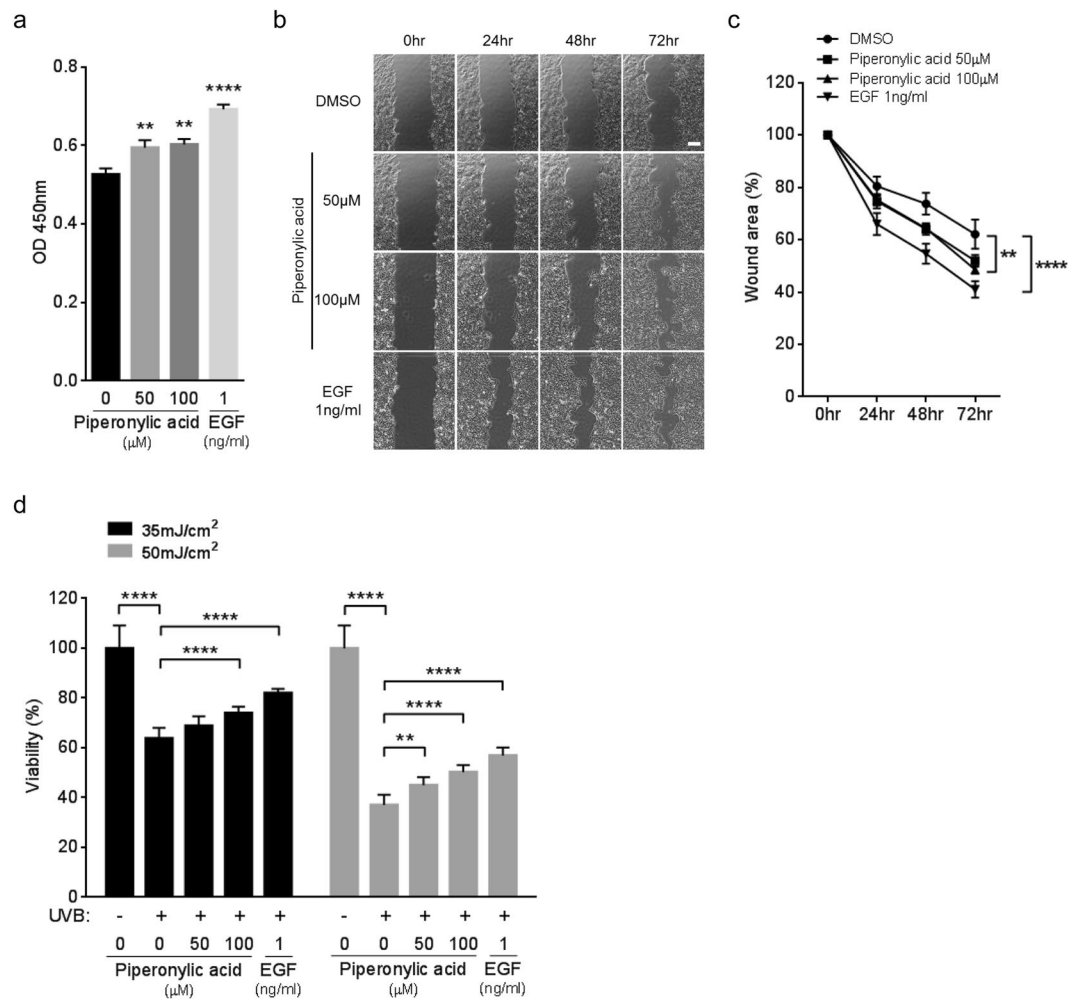 a
0.8
0.6
0.4
0.2
0.0
OD 450nm
** ** ****
0 50 100 1
Piperonylic acid EGF
(μM) (ng/ml)
b
0hr 24hr 48hr 72hr
DMSO
Piperonylic acid
50μM
100μM
EGF
1ng/ml
c
DMSO
Piperonylic acid 50μM
Piperonylic acid 100μM
EGF 1ng/ml
120
100
80
60
40
20
0
Wound area (%)
**
****
0hr 24hr 48hr 72hr
d
35mJ/cm²
50mJ/cm²
120
100
80
60
40
20
0
Viability (%)
**** ****
****
****
****
****
**
UVB: - + + + + - + + + +
0 0 50 100 1 0 0 50 100 1
Piperonylic acid EGF Piperonylic acid EGF
(μM) (ng/ml) (μM) (ng/ml)